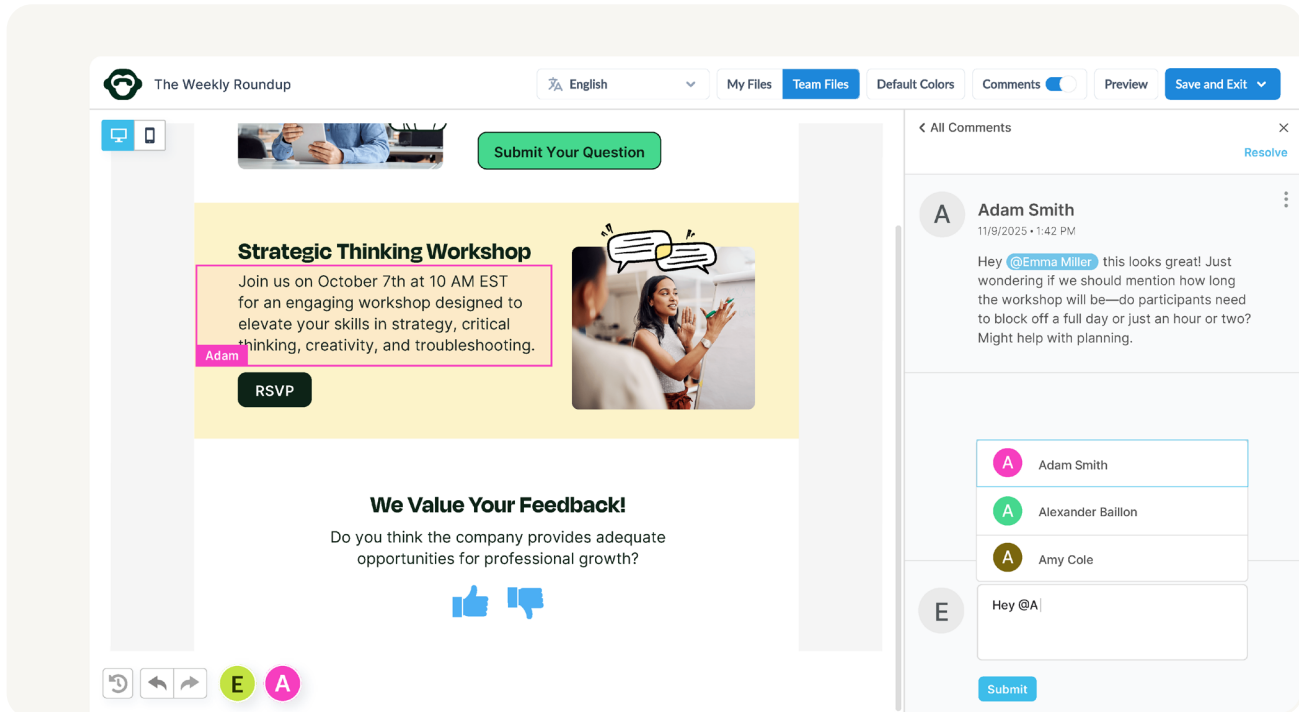 The Weekly Roundup
English
My Files
Team Files
Default Colors
Comments
Preview
Save and Exit
Submit Your Question
Strategic Thinking Workshop
Join us on October 7th at 10 AM EST
for an engaging workshop designed to
elevate your skills in strategy, critical
thinking, creativity, and troubleshooting.
Adam
RSVP
We Value Your Feedback!
Do you think the company provides adequate
opportunities for professional growth?
E
A
All Comments
Resolve
A
Adam Smith
11/9/2025 • 1:42 PM
Hey @Emma Miller this looks great! Just
wondering if we should mention how long
the workshop will be—do participants need
to block off a full day or just an hour or two?
Might help with planning.
A Adam Smith
A Alexander Baillon
A Amy Cole
E
Hey @A
Submit